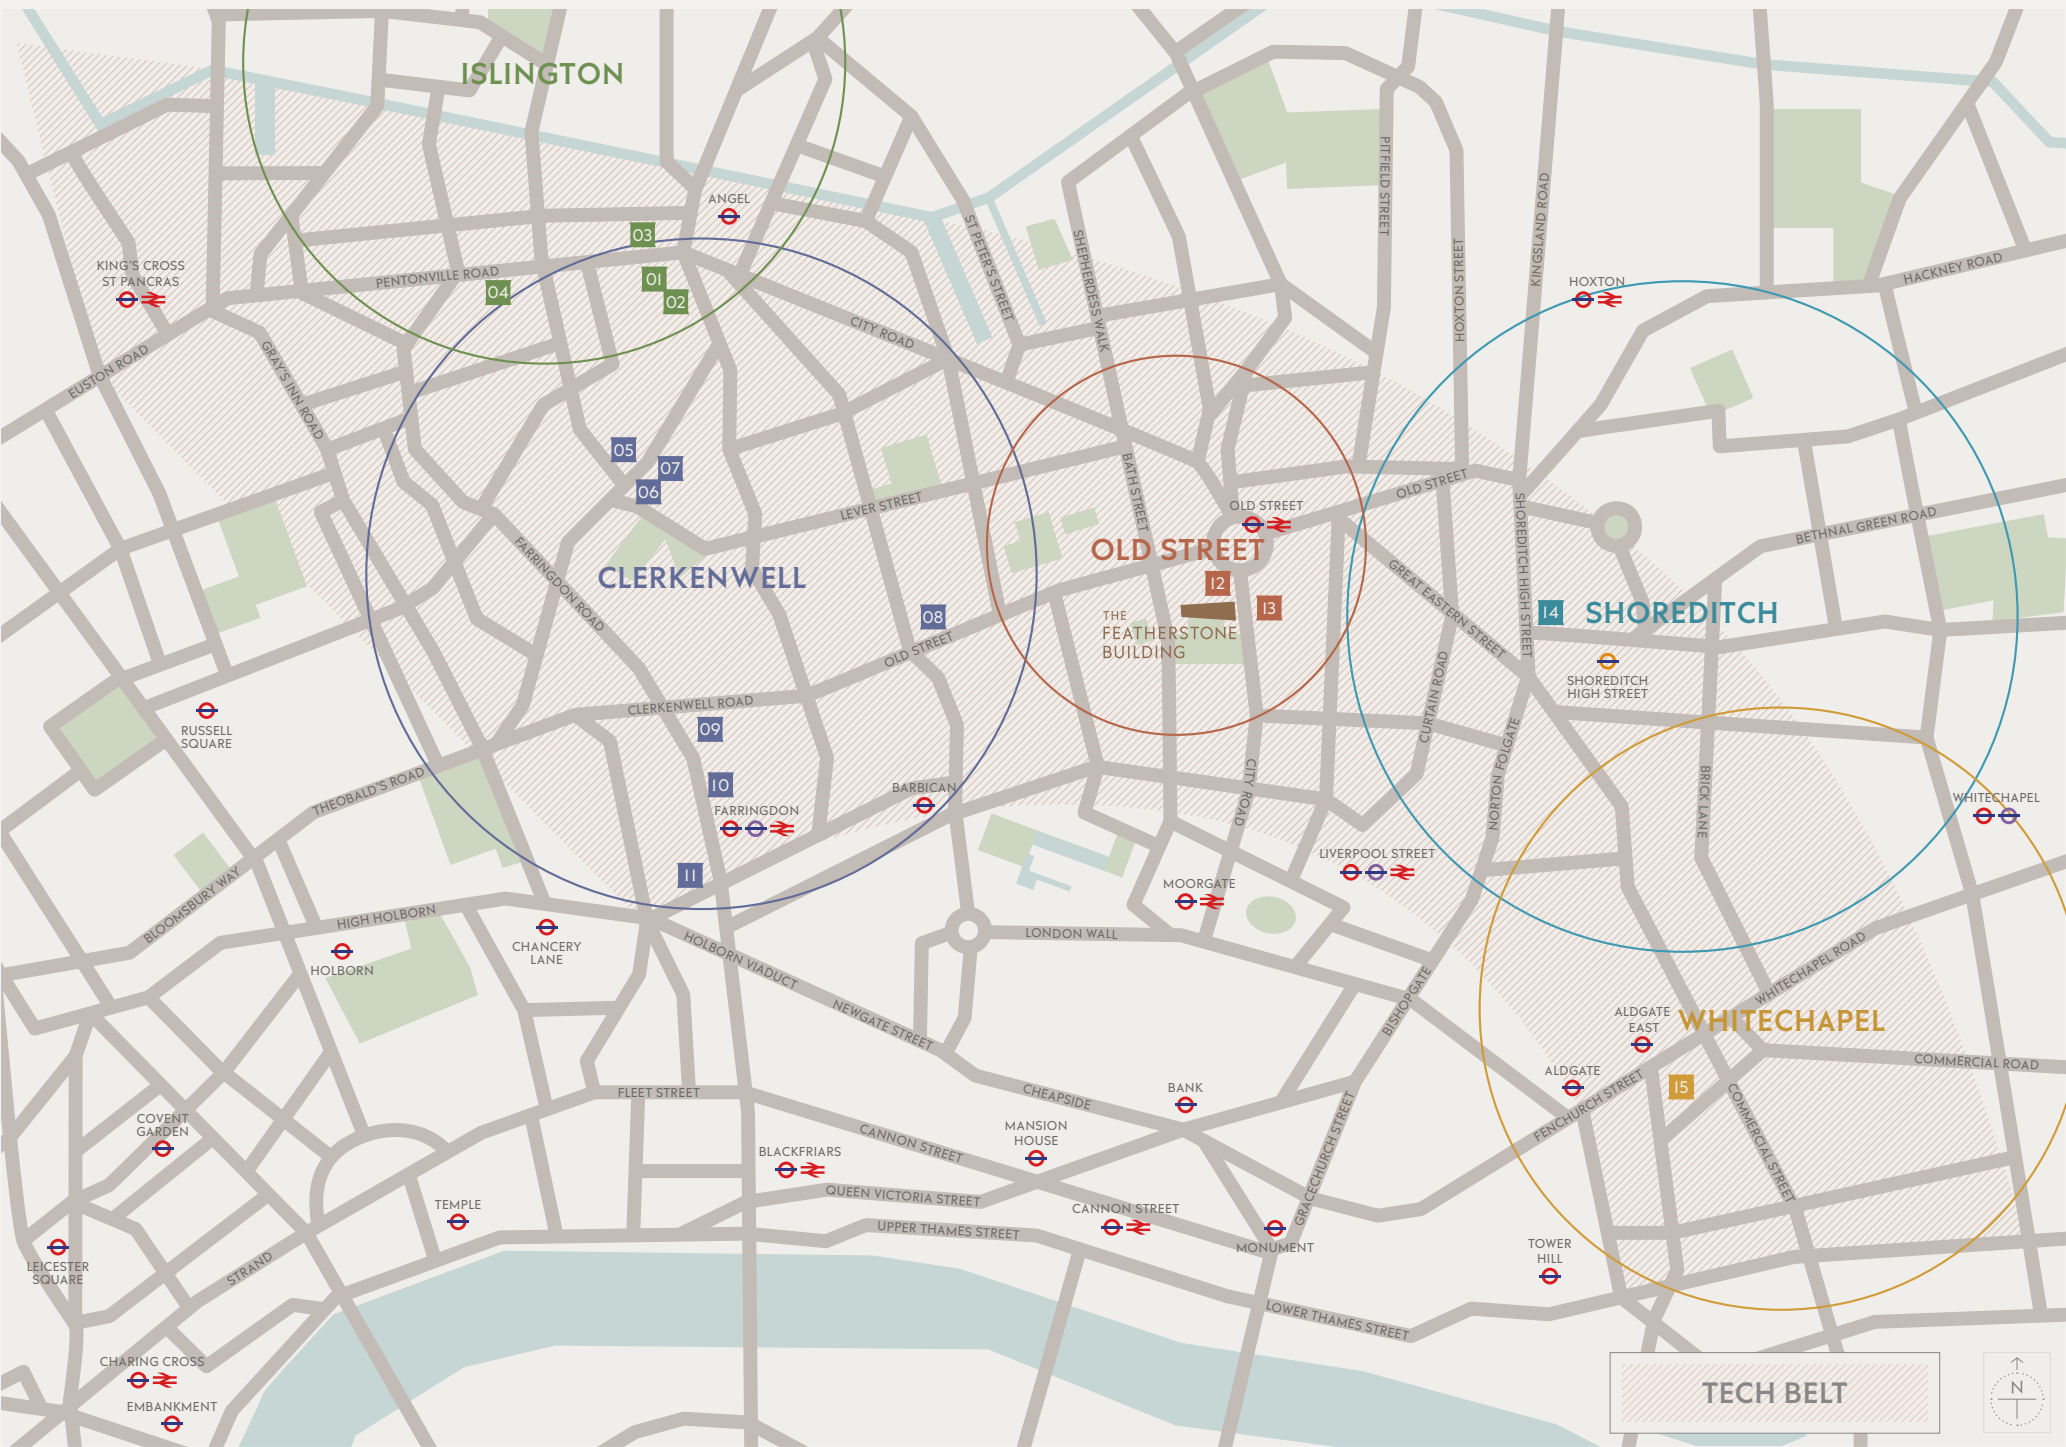 ISLINGTON
ANGEL
03
KING'S CROSS
ST PANCRAS
PENTONVILLE ROAD
04
01
02
CITY ROAD
ST PETER'S STREET
SHEPHERDESS WALK
PITFIELD STREET
HOXTON STREET
KINGSLAND ROAD
HOXTON
HACKNEY ROAD
EUSTON ROAD
GRAY'S INN ROAD
05
07
06
LEVER STREET
BATH STREET
OLD STREET
OLD STREET
OLD STREET
SHOREDITCH HIGH STREET
BETHNAL GREEN ROAD
FARRINGDON ROAD
CLERKENWELL
08
OLD STREET
12
13
THE
FEATHERSTONE
BUILDING
GREAT EASTERN STREET
14
SHOREDITCH
SHOREDITCH
HIGH STREET
CURTAIN ROAD
RUSSELL
SQUARE
CLERKENWELL ROAD
09
10
FARRINGDON
BARBICAN
CITY ROAD
NORTON FOLGATE
BRICK LANE
WHITECHAPEL
THEOBALD'S ROAD
11
LIVERPOOL STREET
MOORGATE
BLOOMSBURY WAY
HIGH HOLBORN
HOLBORN
CHANCERY
LANE
HOLBORN VIADUCT
LONDON WALL
NEWGATE STREET
BISHOPGATE
WHITECHAPEL ROAD
WHITECHAPEL
ALDGATE
EAST
ALDGATE
15
COMMERCIAL ROAD
FLEET STREET
CHEAPSIDE
BANK
FENCHURCH STREET
COMMERCIAL STREET
COVENT
GARDEN
CANNON STREET
MANSION
HOUSE
BLACKFRIARS
GRACECHURCH STREET
QUEEN VICTORIA STREET
TEMPLE
CANNON STREET
UPPER THAMES STREET
MONUMENT
TOWER
HILL
LEICESTER
SQUARE
STRAND
LOWER THAMES STREET
CHARING CROSS
EMBANKMENT
TECH BELT
N